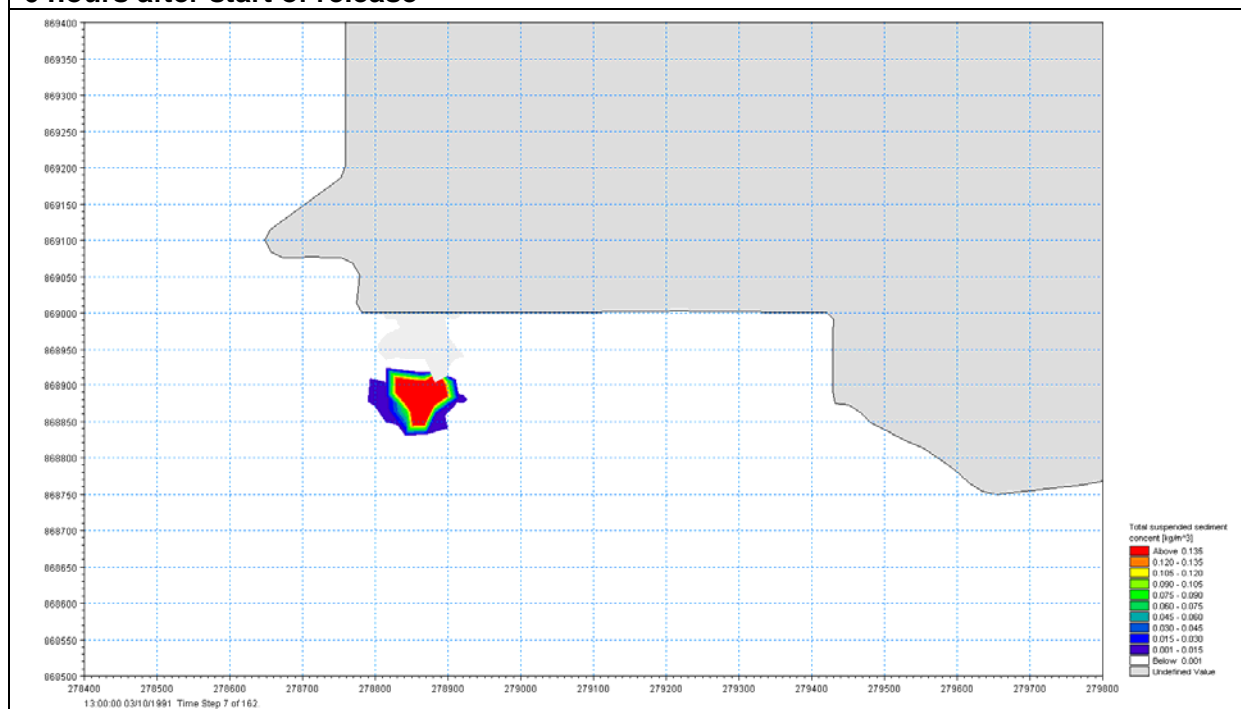 hours after start of release
869400
869350
869300
869250
869200
869150
869100
869050
869000
868950
868900
868850
868800
868750
868700
868650
868600
868550
868500
278400 278500 278600 278700 278800 278900 279000 279100 279200 279300 279400 279500 279600 279700 279800
13:00:00 03/10/1991 Time Step 7 of 162.
Total suspended sediment
concent [kg/m^3]
Above 0.135
0.120 - 0.135
0.105 - 0.120
0.090 - 0.105
0.075 - 0.090
0.060 - 0.075
0.045 - 0.060
0.030 - 0.045
0.015 - 0.030
0.001 - 0.015
Below 0.001
Undefined Value